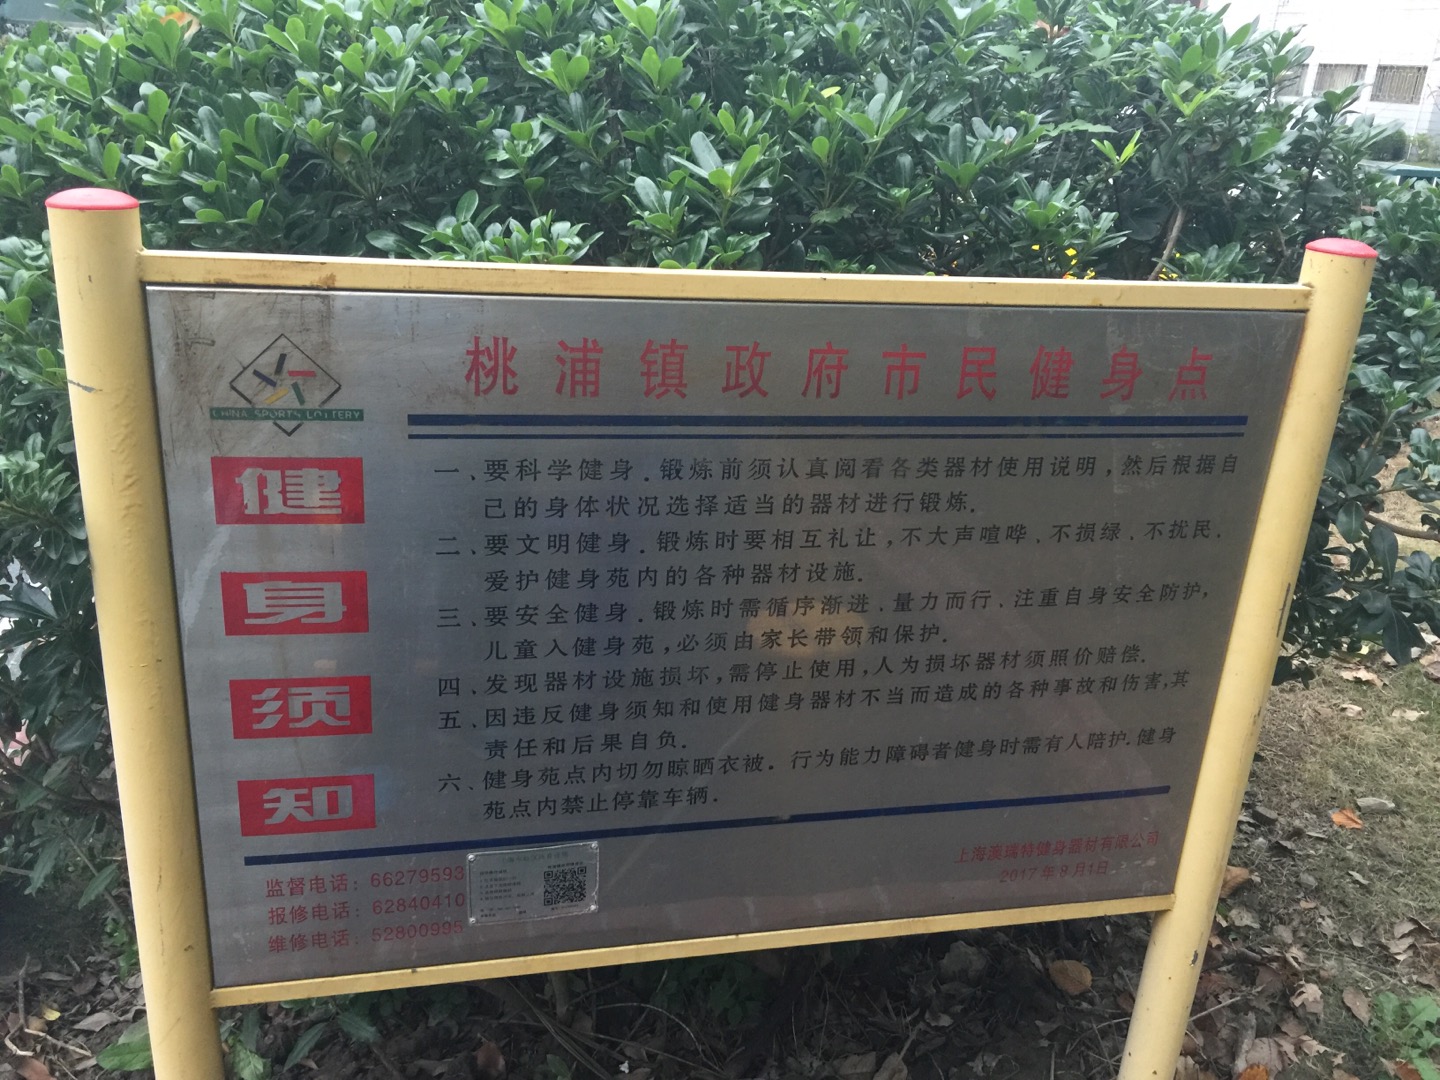 桃浦镇政府市民健身点
CHINA SPORTS LOTTERY
健
身
须
知
一、要科学健身.锻炼前须认真阅看各类器材使用说明,然后根据自
己的身体状况选择适当的器材进行锻炼.
二、要文明健身.锻炼时要相互礼让,不大声喧哗、不损绿、不扰民.
爱护健身苑内的各种器材设施.
三、要安全健身.锻炼时需循序渐进、量力而行、注重自身安全防护,
儿童入健身苑,必须由家长带领和保护.
四、发现器材设施损坏,需停止使用,人为损坏器材须照价赔偿.
五、因违反健身须知和使用健身器材不当而造成的各种事故和伤害,其
责任和后果自负.
六、健身苑点内切勿晾晒衣被。行为能力障碍者健身时需有人陪护.健身
苑点内禁止停靠车辆.
监督电话:66279593
报修电话:62840410
维修电话:52800995
上海澳瑞特健身器材有限公司
2017年8月1日